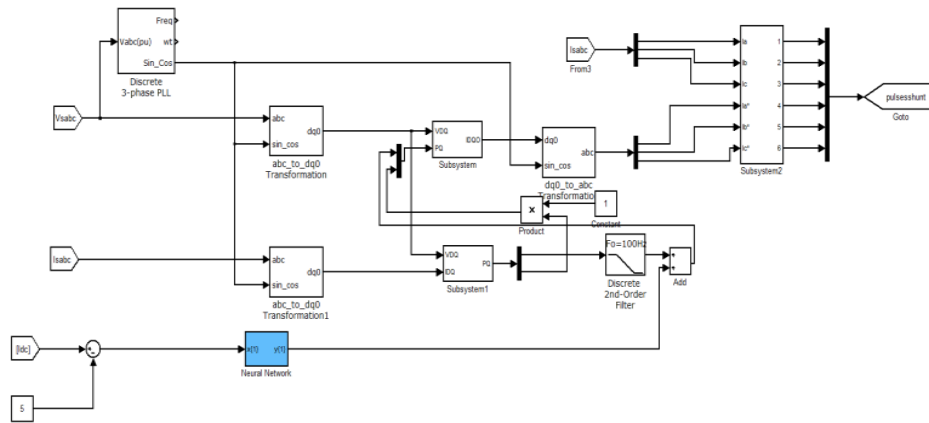 Freq
Vabc(pu)
wt
Sin_Cos
Discrete
3-phase PLL
Vsabc
abc
sin_cos
dq0
abc_to_dq0
Transformation
VDQ
PQ
IDQO
Subsystem
dq0
sin_cos
abc
dq0_to_abc
Transformatio
Isabc
From3
Ia
Ib
Ic
Ia*
Ib*
Ic*
1
2
3
4
5
6
Subsystem2
pulsesshunt
Goto
x
Product
1
Constant
Isabc
abc
sin_cos
dq0
abc_to_dq0
Transformation1
VDQ
IDQ
PQ
Subsystem1
Fo=100Hz
Discrete
2nd-Order
Filter
+
+
Add
[Idc]
5
x{1}
y{1}
Neural Network